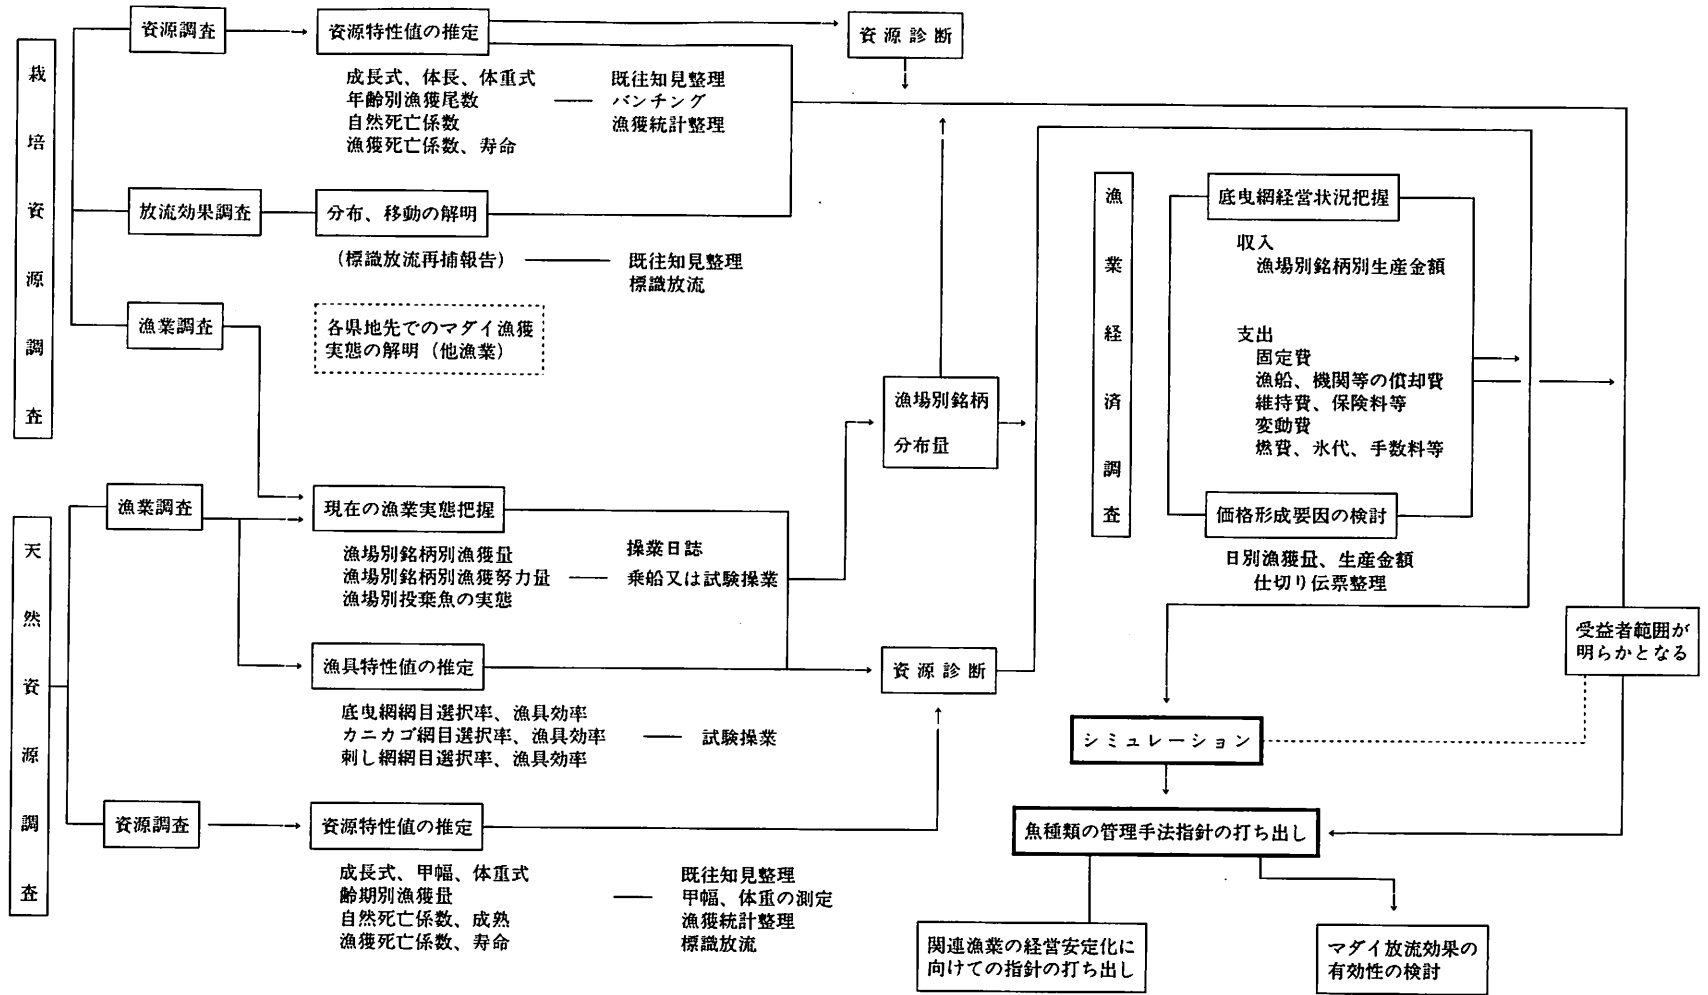 栽培資源調査
資源調査
資源特性値の推定
成長式、体長、体重式
年齢別漁獲尾数
自然死亡係数
漁獲死亡係数、寿命
既往知見整理
パンチング
漁獲統計整理
資源診断
放流効果調査
分布、移動の解明
(標識放流再捕報告)
既往知見整理
標識放流
漁業調査
各県地先でのマダイ漁獲
実態の解明(他漁業)
漁場別銘柄
分布量
漁業経済調査
底曳網経営状況把握
収入
漁場別銘柄別生産金額
支出
固定費
漁船、機関等の償却費
維持費、保険料等
変動費
燃費、氷代、手数料等
価格形成要因の検討
日別漁獲量、生産金額
仕切り伝票整理
天然資源調査
漁業調査
現在の漁業実態把握
漁場別銘柄別漁獲量
漁場別銘柄別漁獲努力量
漁場別投棄魚の実態
操業日誌
乗船又は試験操業
漁具特性値の推定
底曳網網目選択率、漁具効率
カニカゴ網目選択率、漁具効率
刺し網網目選択率、漁具効率
試験操業
資源診断
資源調査
資源特性値の推定
成長式、甲幅、体重式
齢期別漁獲量
自然死亡係数、成熟
漁獲死亡係数、寿命
既往知見整理
甲幅、体重の測定
漁獲統計整理
標識放流
受益者範囲が
明らかとなる
シミュレーション
魚種類の管理手法指針の打ち出し
関連漁業の経営安定化に
向けての指針の打ち出し
マダイ放流効果の
有効性の検討